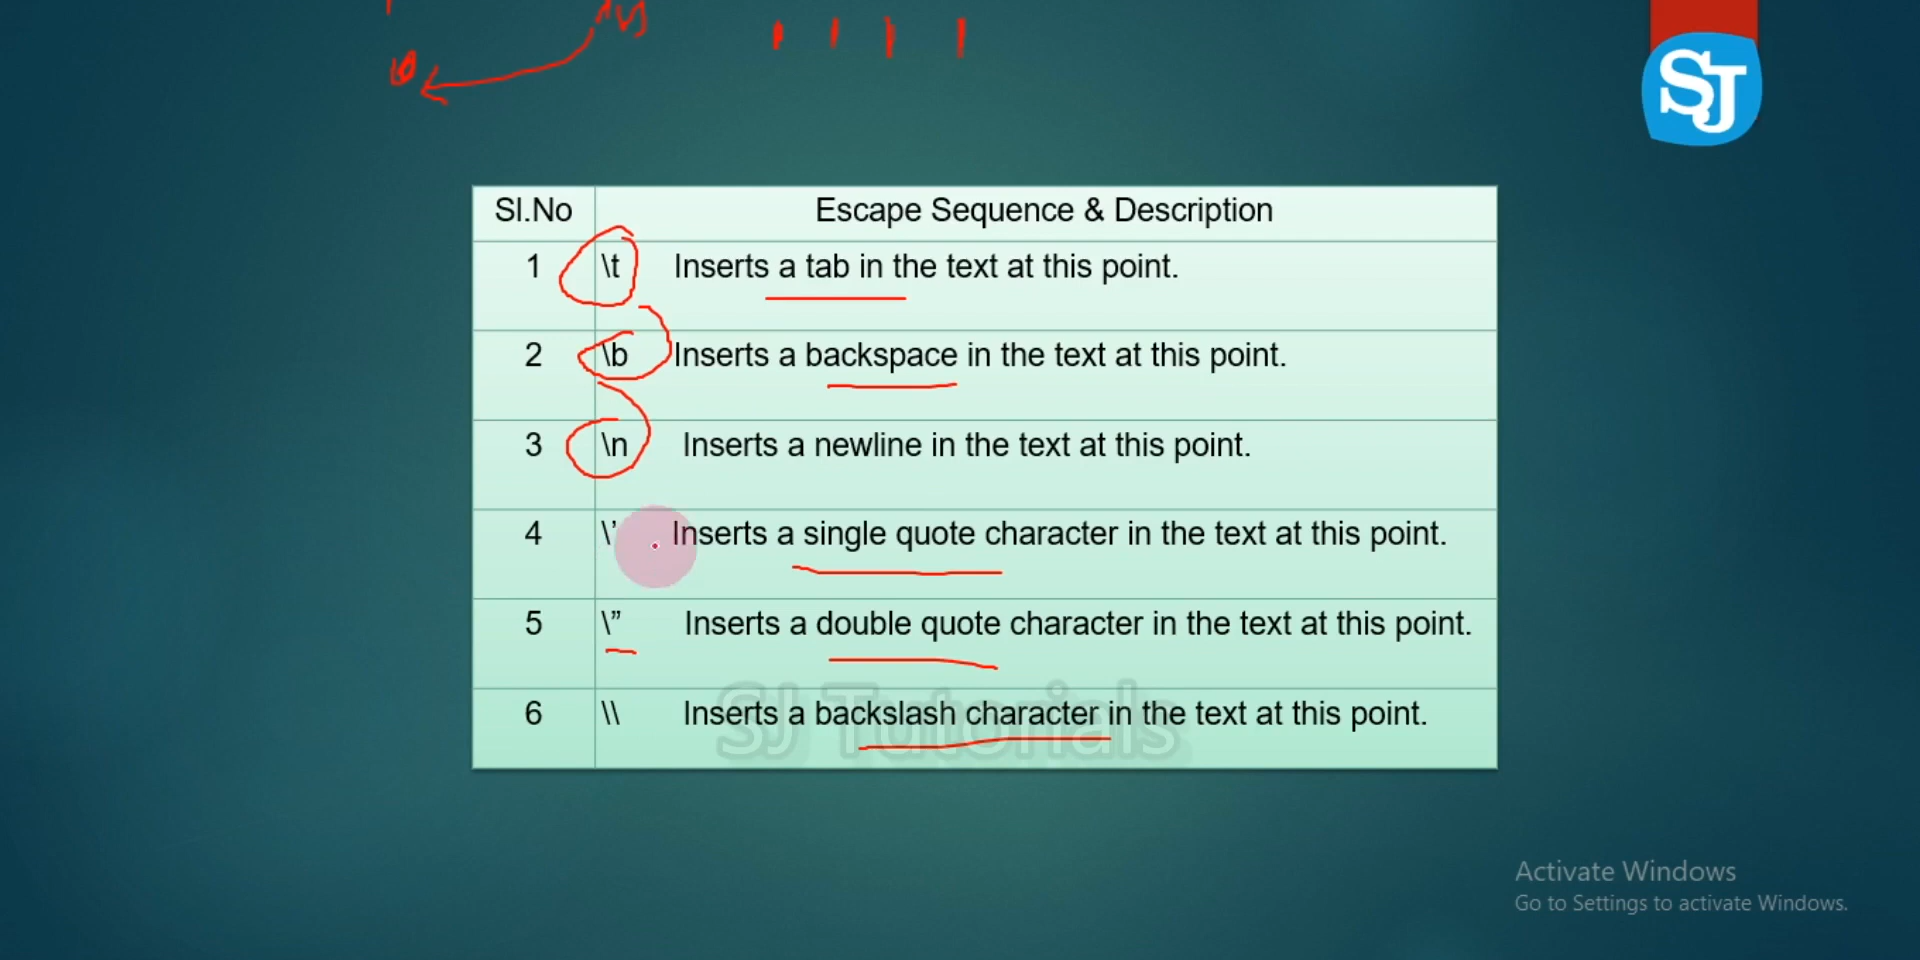 SJ
Sl.No Escape Sequence & Description
1 \t Inserts a tab in the text at this point.
2 \b Inserts a backspace in the text at this point.
3 \n Inserts a newline in the text at this point.
4 \’ Inserts a single quote character in the text at this point.
5 \” Inserts a double quote character in the text at this point.
6 \\ Inserts a backslash character in the text at this point.
SJ Tutorials
Activate Windows
Go to Settings to activate Windows.